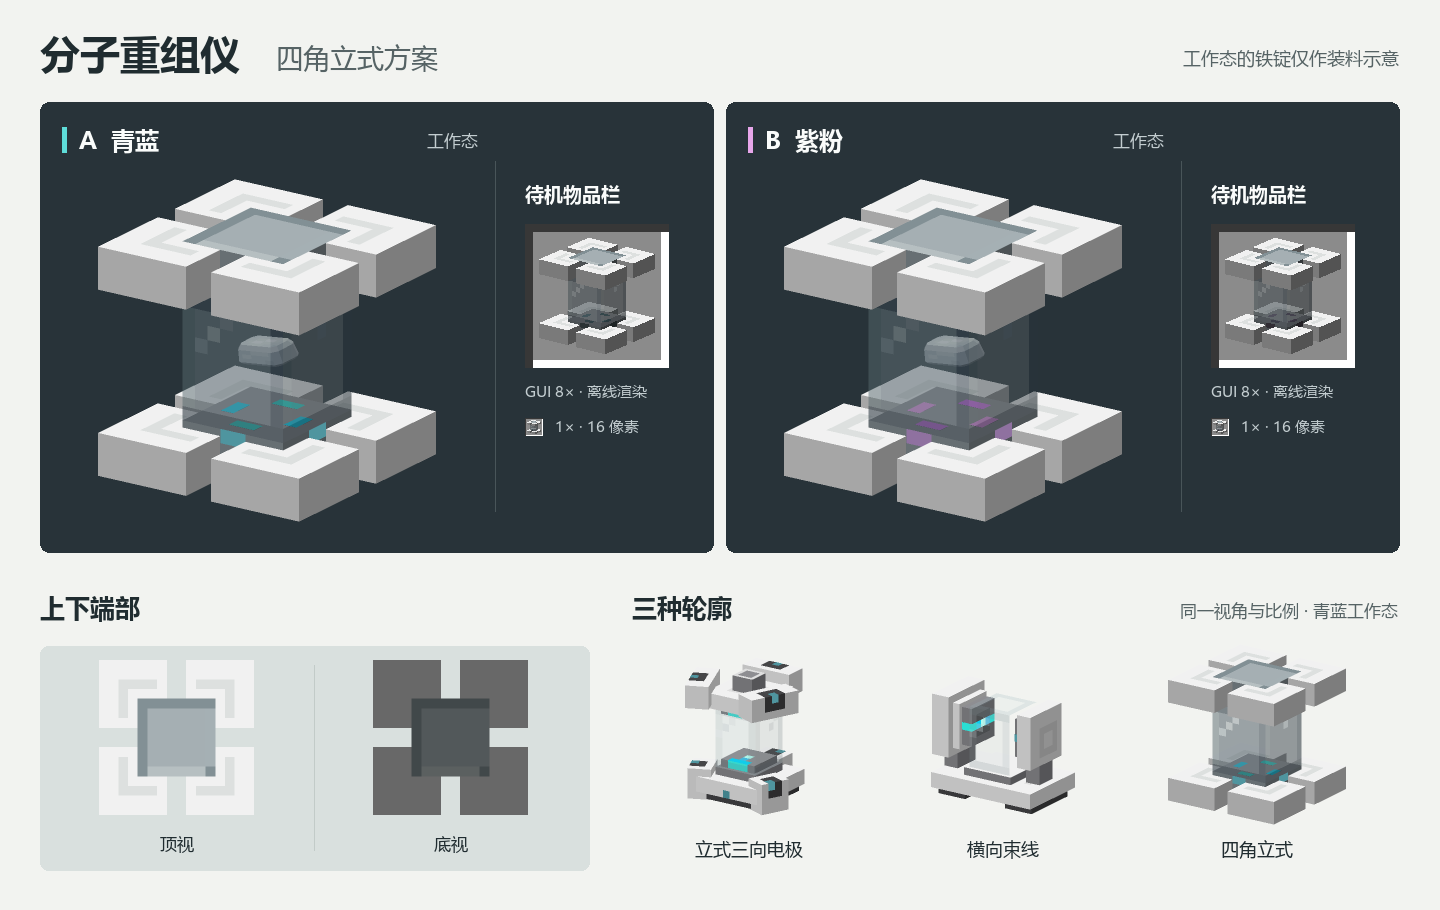 分子重组仪 四角立式方案
工作态的铁锭仅作装料示意
A 青蓝
工作态
待机物品栏
GUI 8× · 离线渲染
1× · 16 像素
B 紫粉
工作态
待机物品栏
GUI 8× · 离线渲染
1× · 16 像素
上下端部
顶视
底视
三种轮廓
同一视角与比例 · 青蓝工作态
立式三向电极
横向束线
四角立式